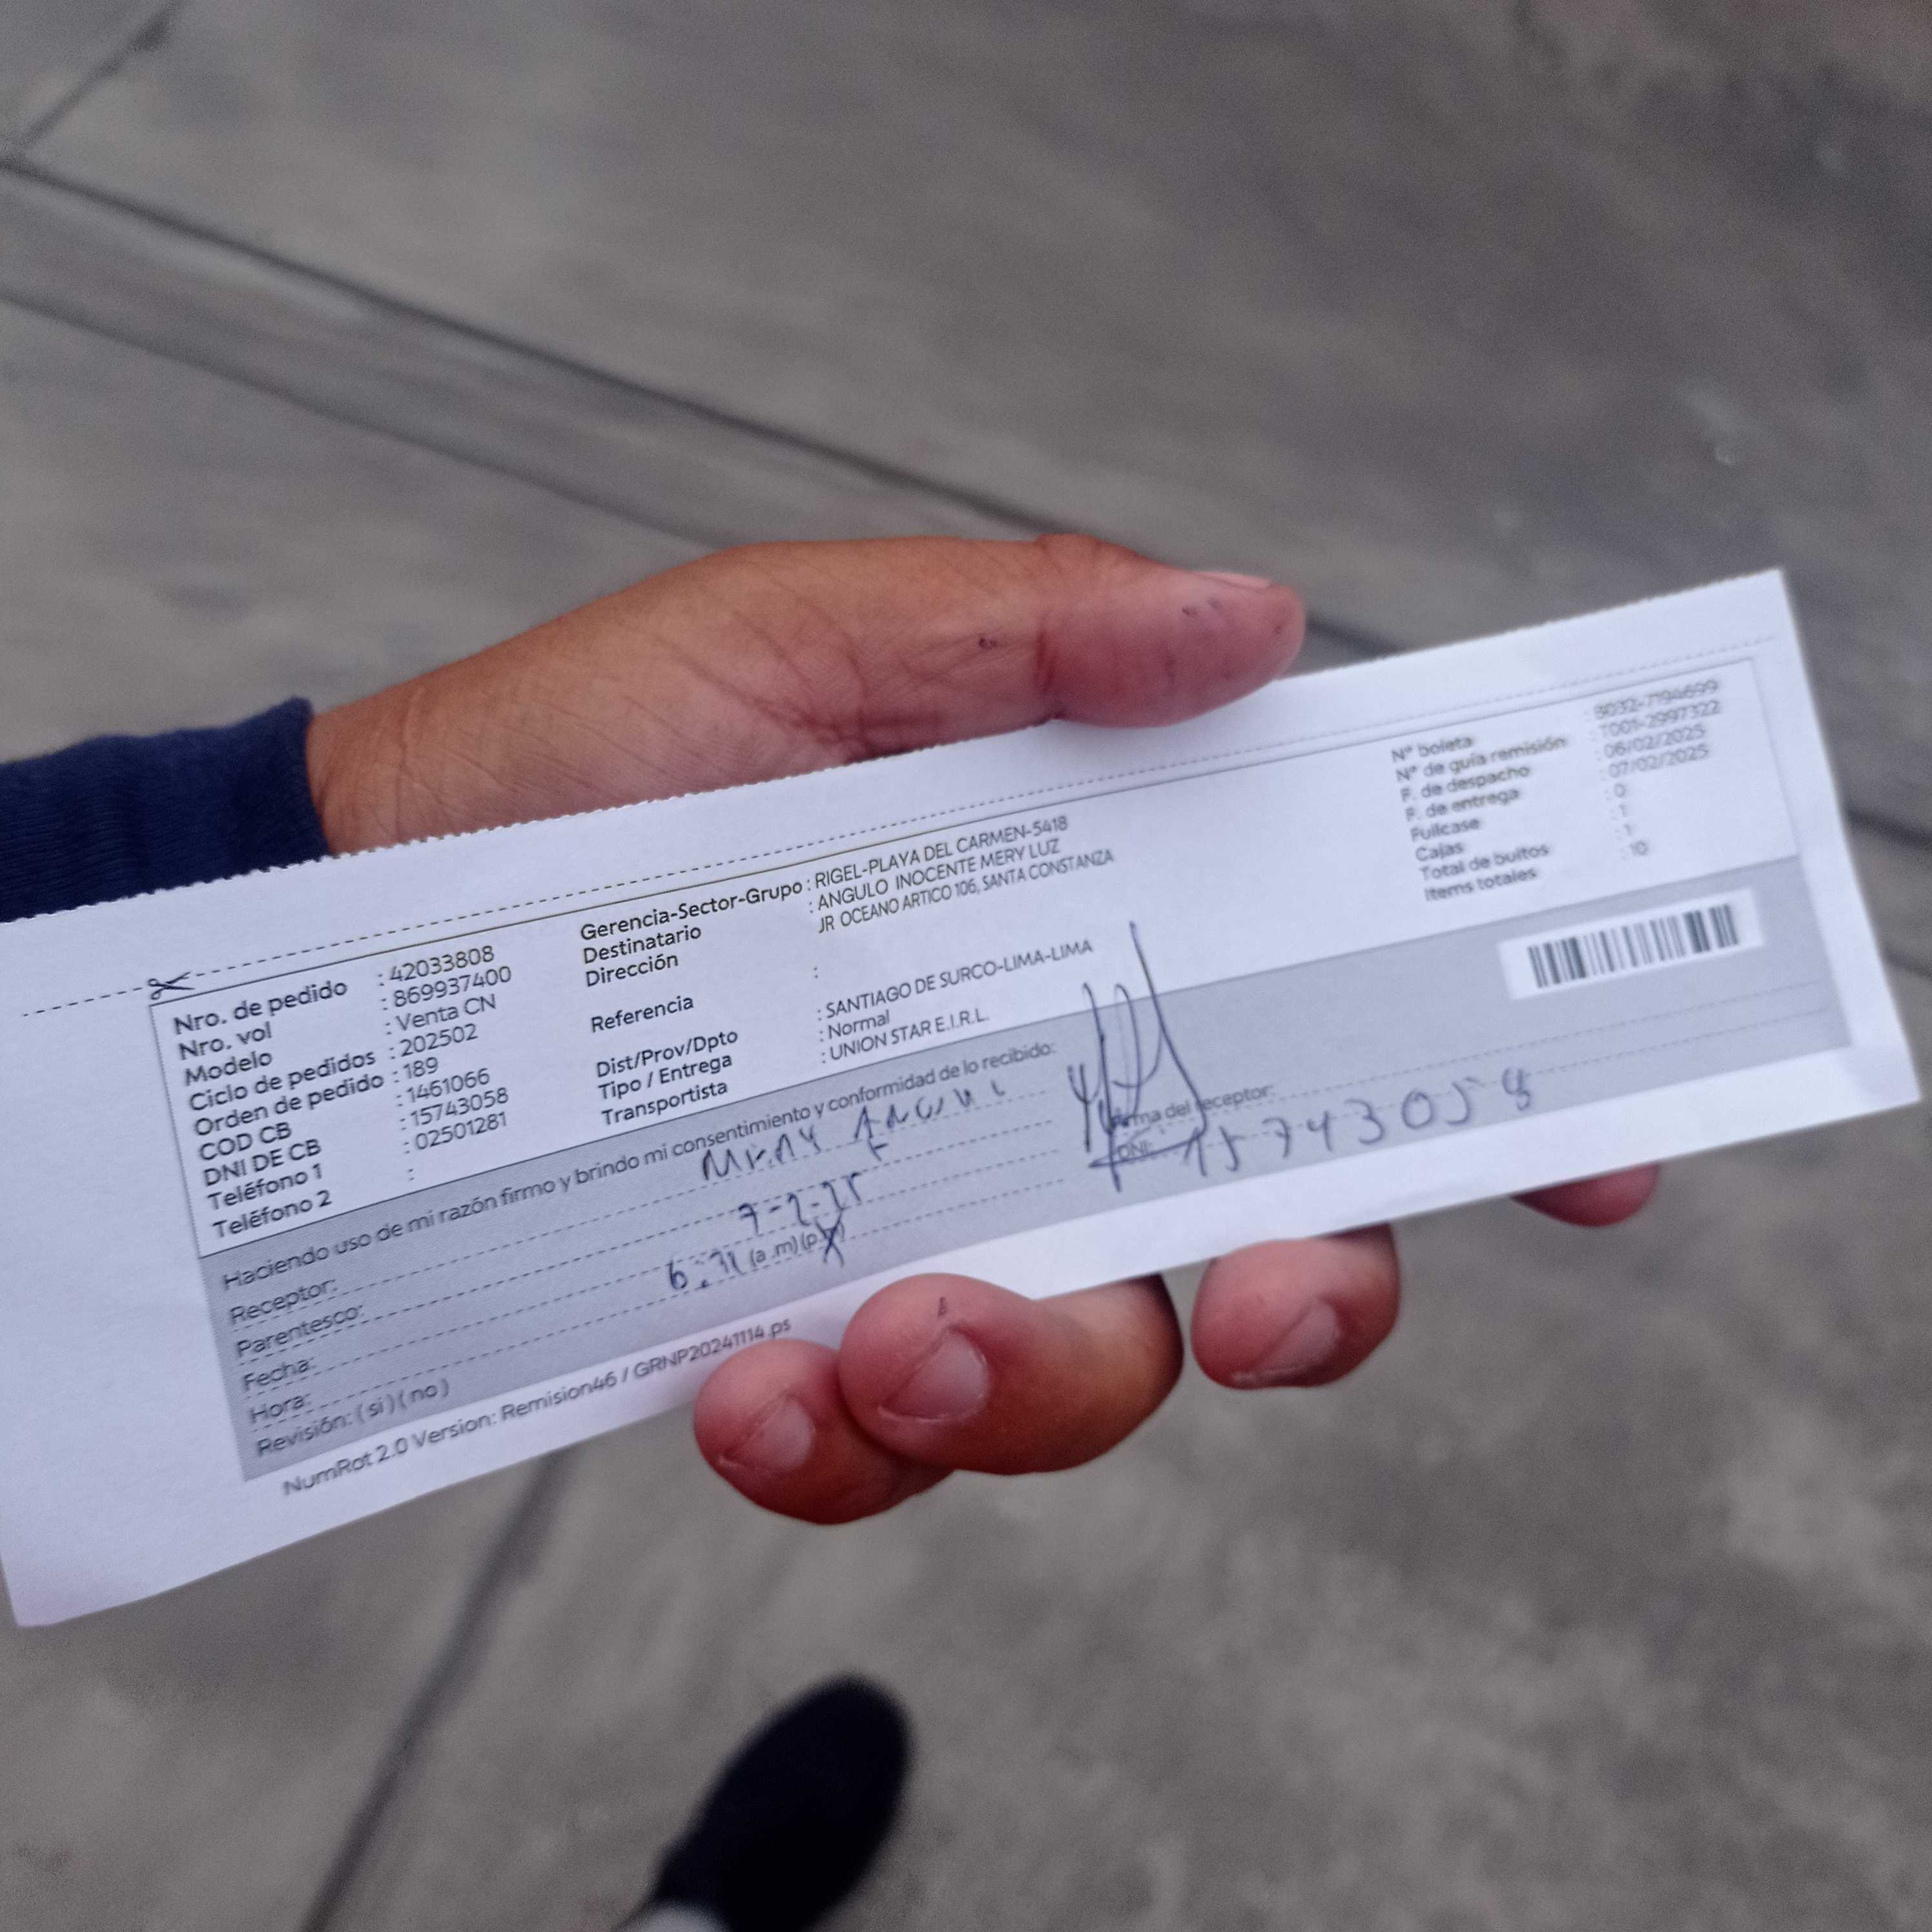 Nro. de pedido : 42033808
Nro. vol : 869937400
Modelo : Venta CN
Ciclo de pedidos : 202502
Orden de pedido : 189
COD CB : 1461066
DNI DE CB : 15743058
Teléfono 1 : 02501281
Teléfono 2 :
Gerencia-Sector-Grupo : RIGEL-PLAYA DEL CARMEN-5418
Destinatario : ANGULO INOCENTE MERY LUZ
Dirección JR OCEANO ARTICO 106, SANTA CONSTANZA
Referencia :
Dist/Prov/Dpto : SANTIAGO DE SURCO-LIMA-LIMA
Tipo / Entrega : Normal
Transportista : UNION STAR E.I.R.L.
N° boleta : B032-7194699
N° de guía remisión : T001-2997322
F. de despacho : 06/02/2025
F. de entrega : 07/02/2025
Fullcase : 0
Cajas : 1
Total de bultos : 1
Items totales : 10
Haciendo uso de mi razón firmo y brindo mi consentimiento y conformidad de lo recibido:
Receptor:
Parentesco:
Fecha: 7-2-25
Hora: (a.m)(p.m)
Revisión: ( si ) ( no )
Firma del receptor:
DNI: 15743058
NumRot 2.0 Version: Remision46 / GRNP20241114.ps